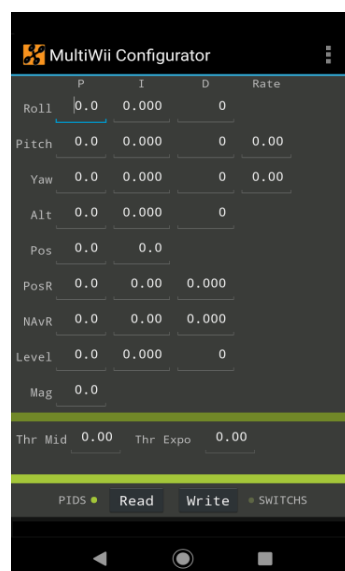 MultiWii Configurator
P I D Rate
Roll 0.0 0.000 0
Pitch 0.0 0.000 0 0.00
Yaw 0.0 0.000 0 0.00
Alt 0.0 0.000 0
Pos 0.0 0.0
PosR 0.0 0.00 0.000
NAvR 0.0 0.00 0.000
Level 0.0 0.000 0
Mag 0.0
Thr Mid 0.00 Thr Expo 0.00
PIDS Read Write SWITCHS